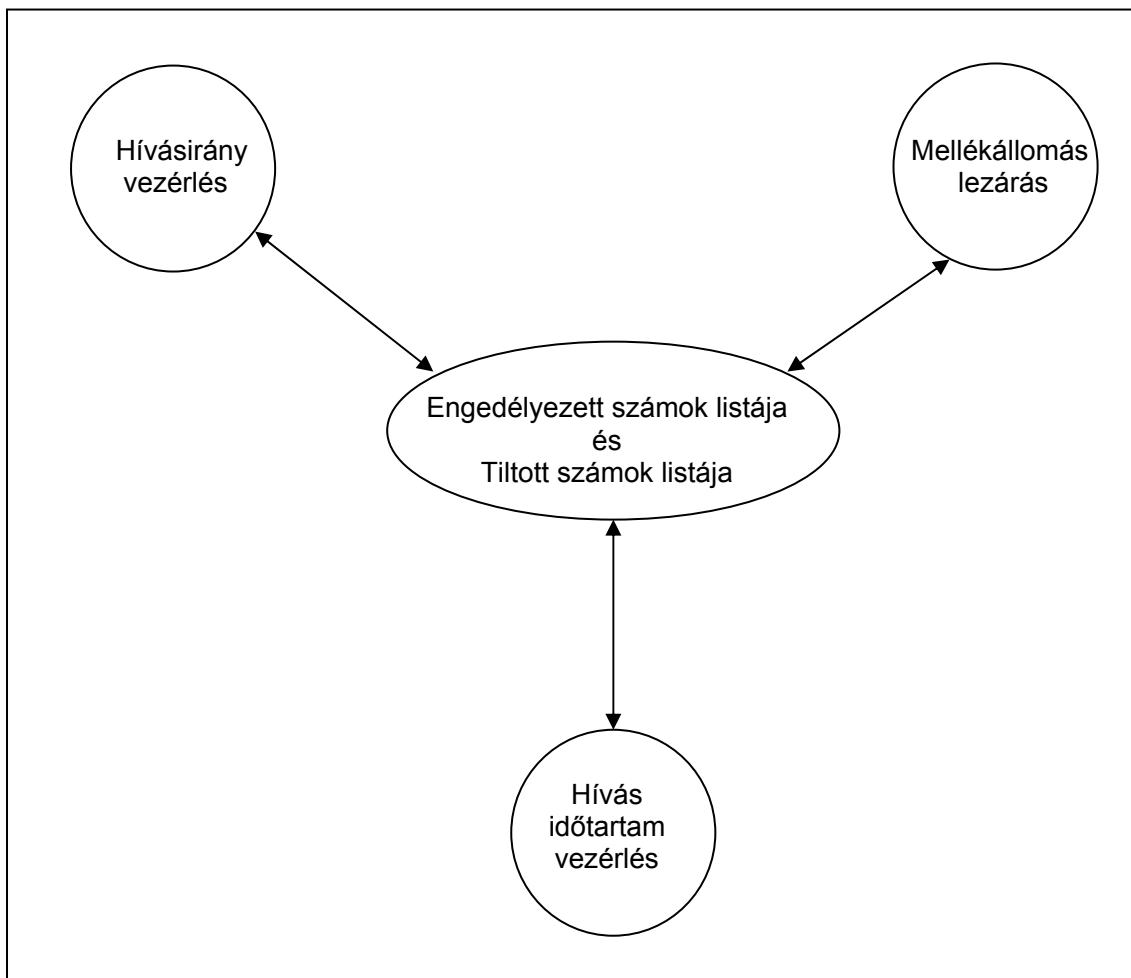 Hívásirány
vezérlés
Mellékállomás
lezárás
Engedélyezett számok listája
és
Tiltott számok listája
Hívás
időtartam
vezérlés